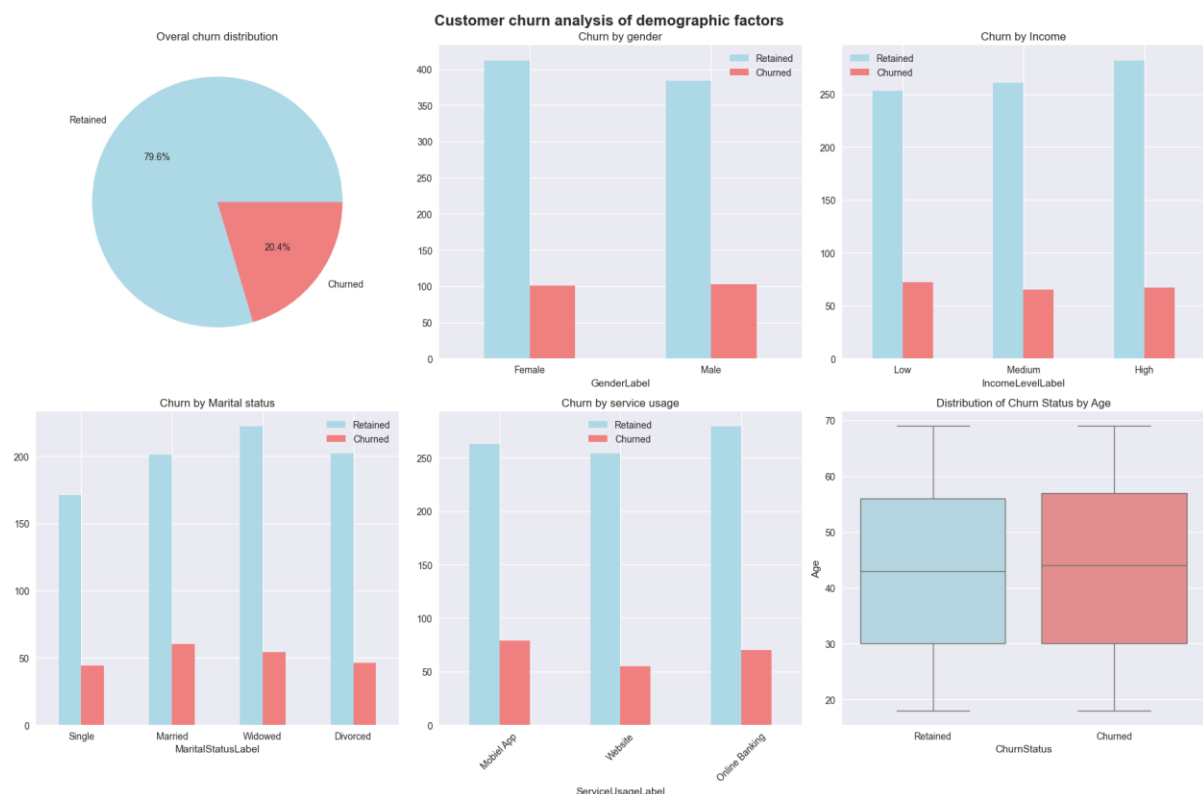 Customer churn analysis of demographic factors
Overal churn distribution
Retained
79.6%
20.4%
Churned
Churn by gender
Retained
Churned
400
350
300
250
200
150
100
50
0
Female
Male
GenderLabel
Churn by Income
Retained
Churned
250
200
150
100
50
0
Low
Medium
High
IncomeLevelLabel
Churn by Marital status
Retained
Churned
200
150
100
50
0
Single
Married
Widowed
Divorced
MaritalStatusLabel
Churn by service usage
Retained
Churned
250
200
150
100
50
0
Mobiel App
Website
Online Banking
ServiceUsageLabel
Distribution of Churn Status by Age
70
60
50
40
30
20
Age
Retained
Churned
ChurnStatus